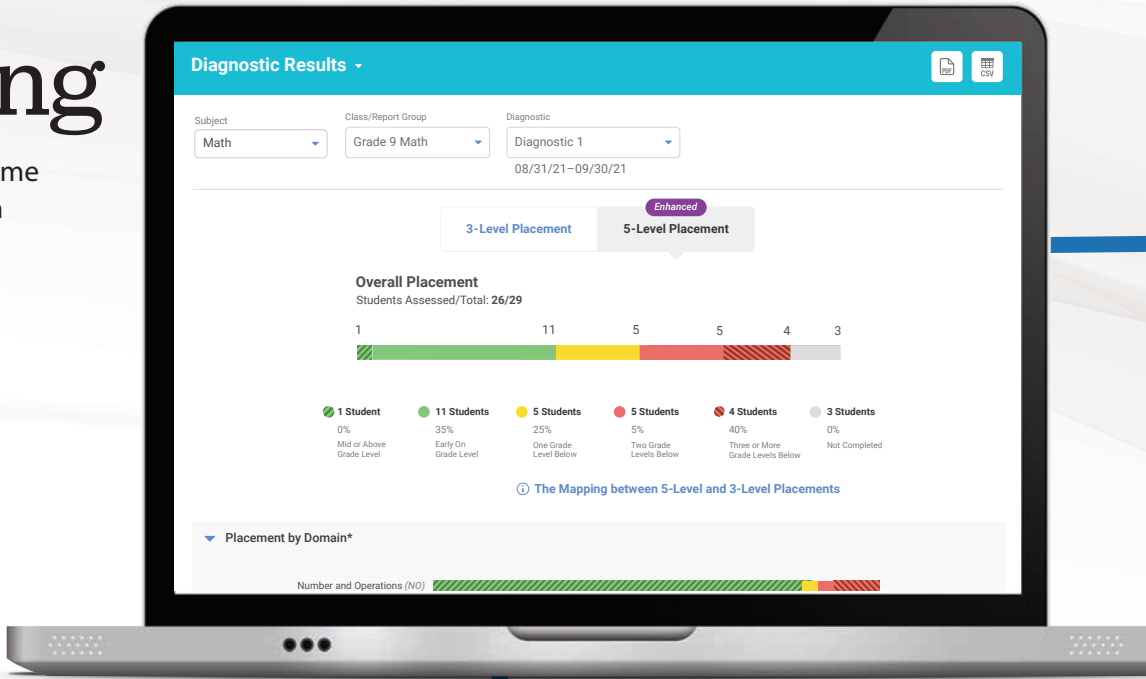 ng
me
Diagnostic Results
PDF
CSV
Subject
Class/Report Group
Diagnostic
Math
Grade 9 Math
Diagnostic 1
08/31/21–09/30/21
Enhanced
3-Level Placement
5-Level Placement
Overall Placement
Students Assessed/Total: 26/29
1 11 5 5 4 3
1 Student
0%
Mid or Above
Grade Level
11 Students
35%
Early On
Grade Level
5 Students
25%
One Grade
Level Below
5 Students
5%
Two Grade
Levels Below
4 Students
40%
Three or More
Grade Levels Below
3 Students
0%
Not Completed
The Mapping between 5-Level and 3-Level Placements
Placement by Domain*
Number and Operations (NO)